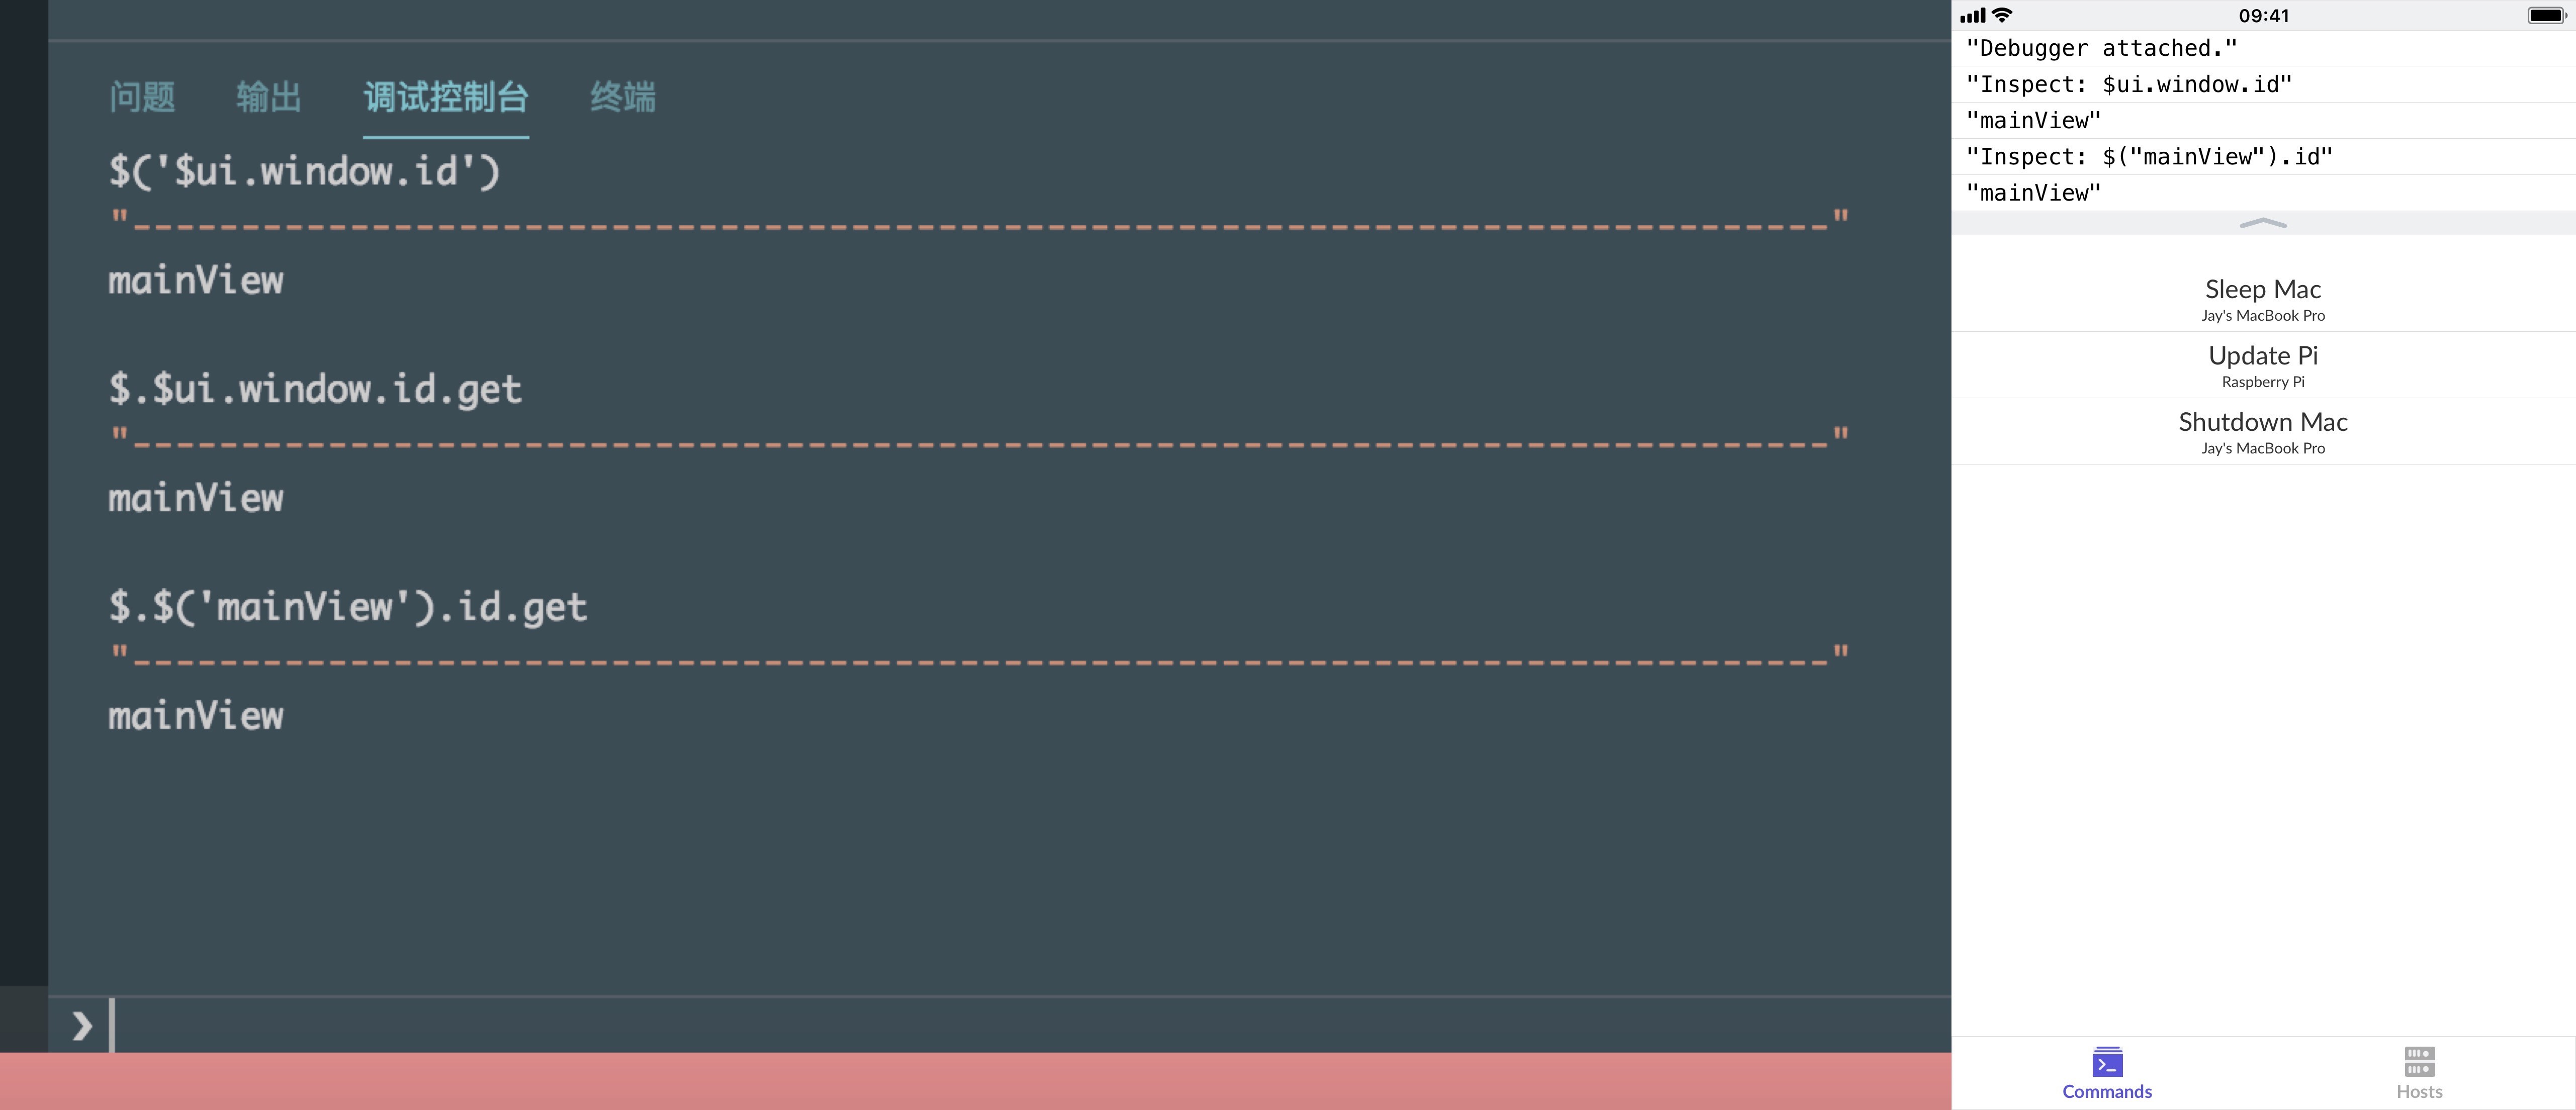 问题 输出 调试控制台 终端
$('$ui.window.id')
"------------------------------------------------------------------------------"
mainView
$.$ui.window.id.get
"------------------------------------------------------------------------------"
mainView
$.$('mainView').id.get
"------------------------------------------------------------------------------"
mainView
❯
09:41
"Debugger attached."
"Inspect: $ui.window.id"
"mainView"
"Inspect: $("mainView").id"
"mainView"
Sleep Mac
Jay's MacBook Pro
Update Pi
Raspberry Pi
Shutdown Mac
Jay's MacBook Pro
Commands Hosts